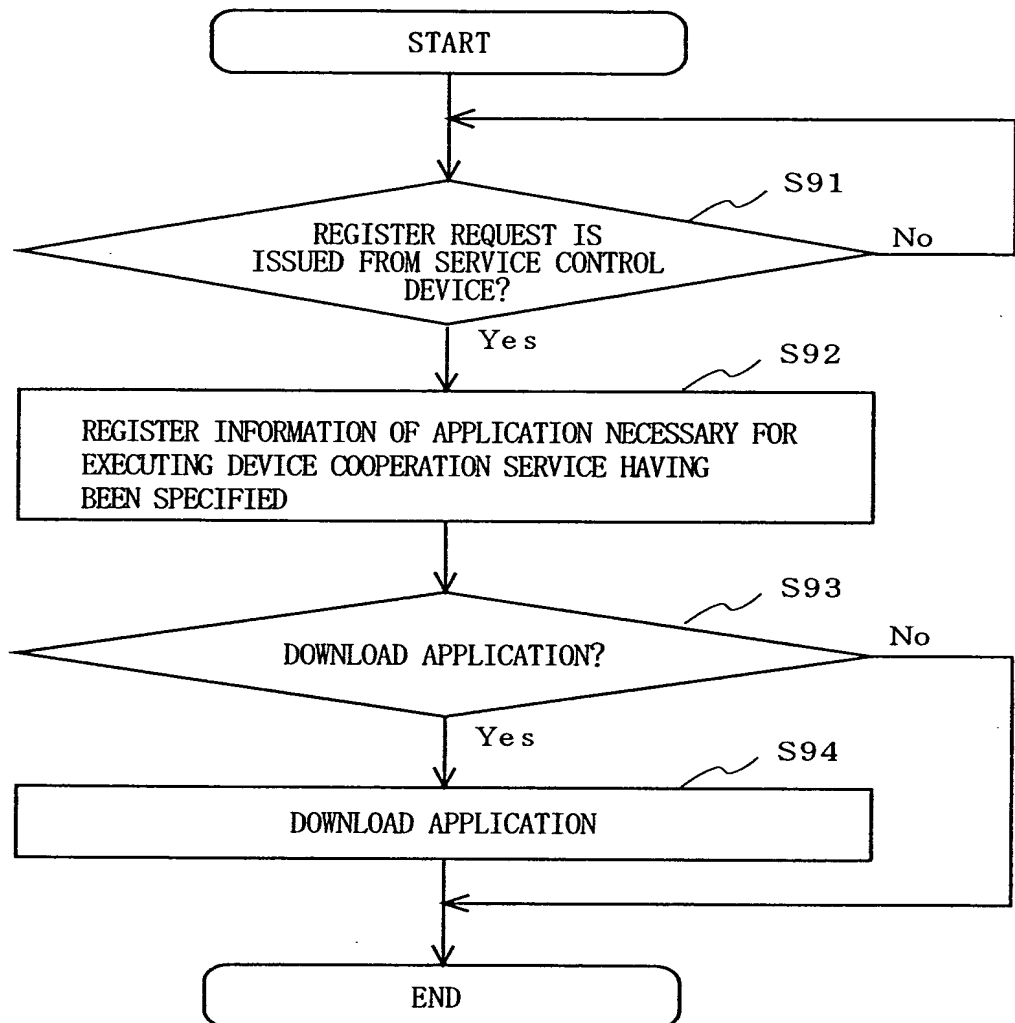 START
S91
REGISTER REQUEST IS
ISSUED FROM SERVICE CONTROL
DEVICE?
No
Yes
S92
REGISTER INFORMATION OF APPLICATION NECESSARY FOR
EXECUTING DEVICE COOPERATION SERVICE HAVING
BEEN SPECIFIED
S93
DOWNLOAD APPLICATION?
No
Yes
S94
DOWNLOAD APPLICATION
END